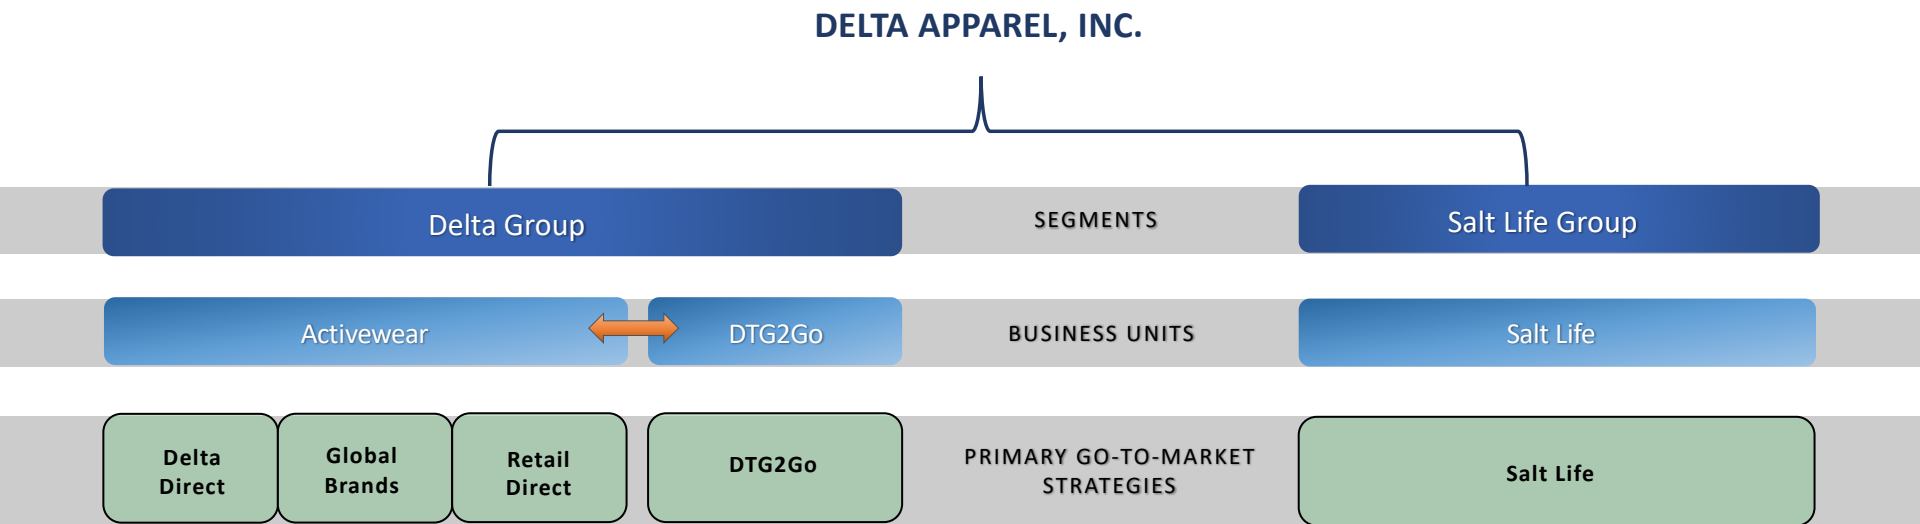 DELTA APPAREL, INC.
Delta Group
SEGMENTS
Salt Life Group
Activewear
DTG2Go
BUSINESS UNITS
Salt Life
Delta
Direct
Global
Brands
Retail
Direct
DTG2Go
PRIMARY GO-TO-MARKET
STRATEGIES
Salt Life